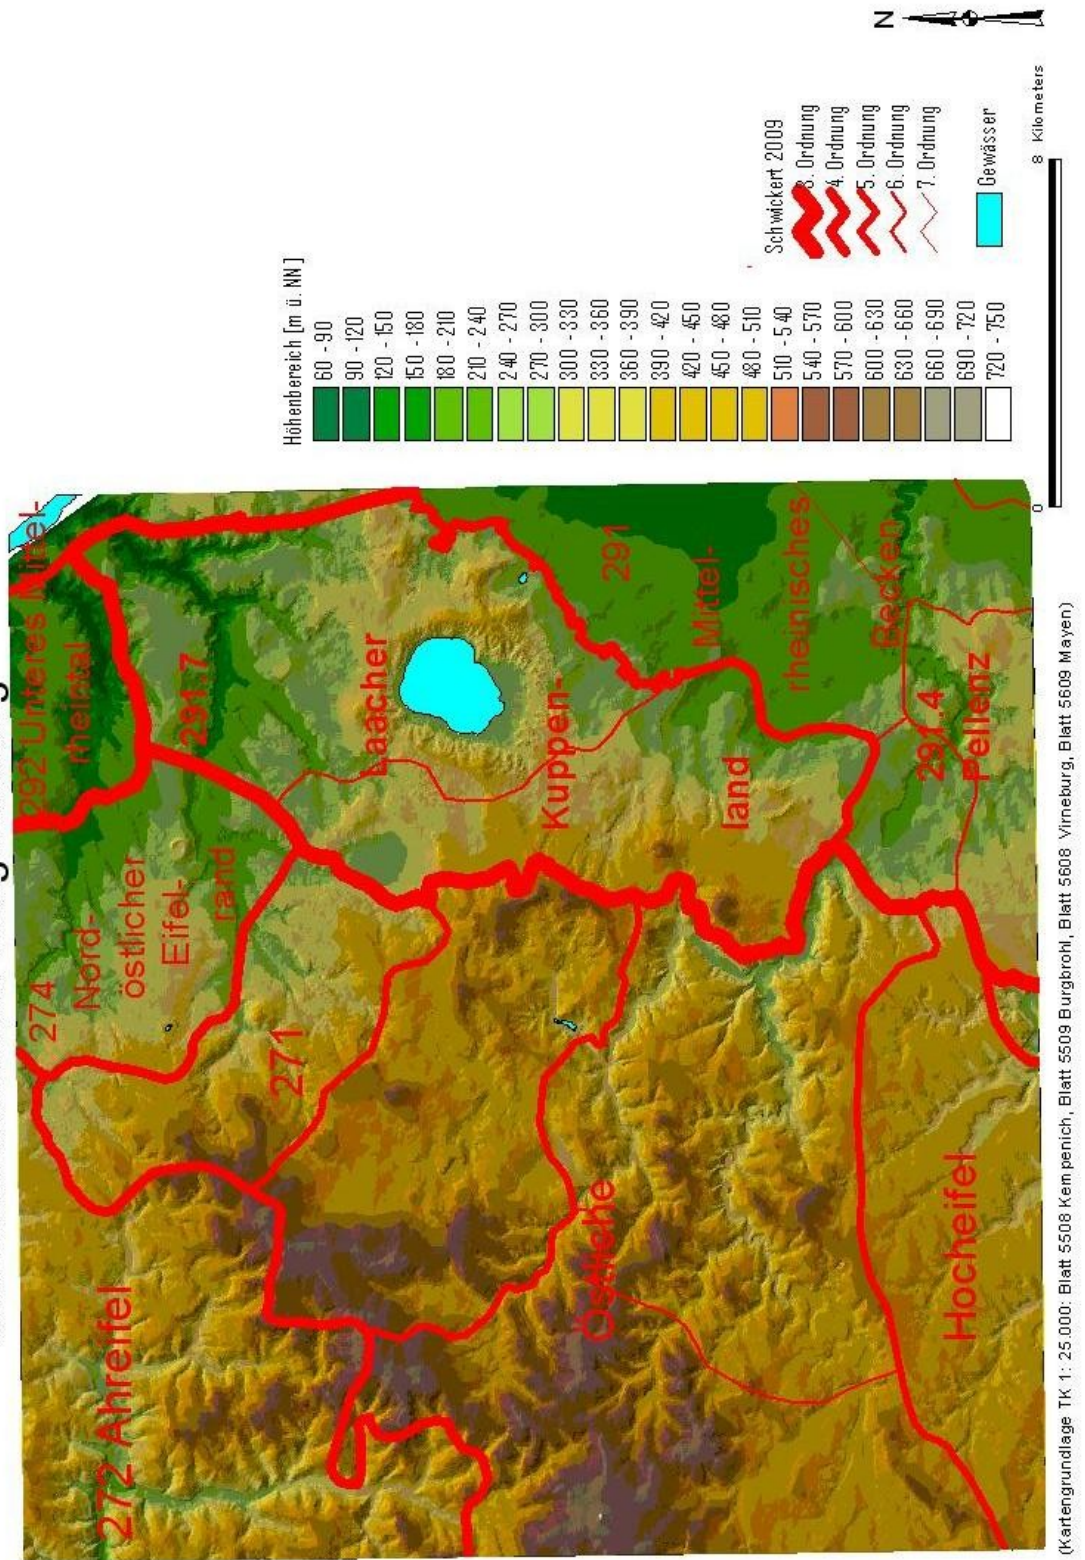 272 Ahreifel
274
Nord-
östlicher
Eifel-
rand
292 Unteres Mittel-
rheintal
271
291.7
Laacher
Kuppen-
land
291
Mittel-
rheinisches
Becken
291.4
Pellenz
Östliche
Hocheifel
Höhenbereich [m ü. NN]
60 - 90
90 - 120
120 - 150
150 - 180
180 - 210
210 - 240
240 - 270
270 - 300
300 - 330
330 - 360
360 - 390
390 - 420
420 - 450
450 - 480
480 - 510
510 - 540
540 - 570
570 - 600
600 - 630
630 - 660
660 - 690
690 - 720
720 - 750
Schwickert 2009
3. Ordnung
4. Ordnung
5. Ordnung
6. Ordnung
7. Ordnung
Gewässer
N
0 8 Kilometers
(Kartengrundlage TK 1: 25.000: Blatt 5508 Kempenich, Blatt 5509 Burgbrohl, Blatt 5608 Virneburg, Blatt 5609 Mayen)